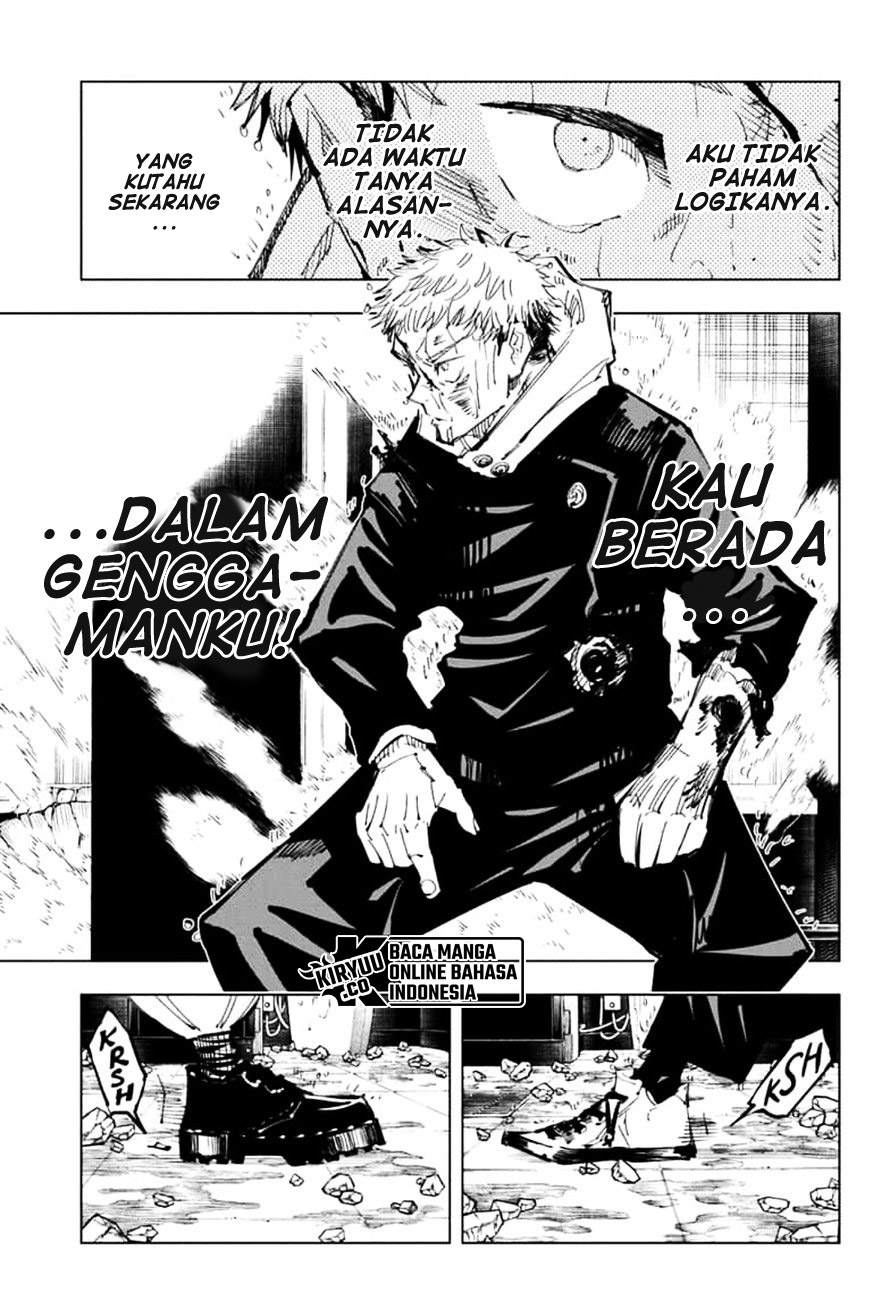 AKU TIDAK
PAHAM
LOGIKANYA.
TIDAK
ADA WAKTU
TANYA
ALASAN-
NYA.
YANG
KUTAHU
SEKARANG
...
KAU
BERADA
...
...DALAM
GENGGA-
MANKU!
KIRYUU
.CO
BACA MANGA
ONLINE BAHASA
INDONESIA
KSH
KRSH